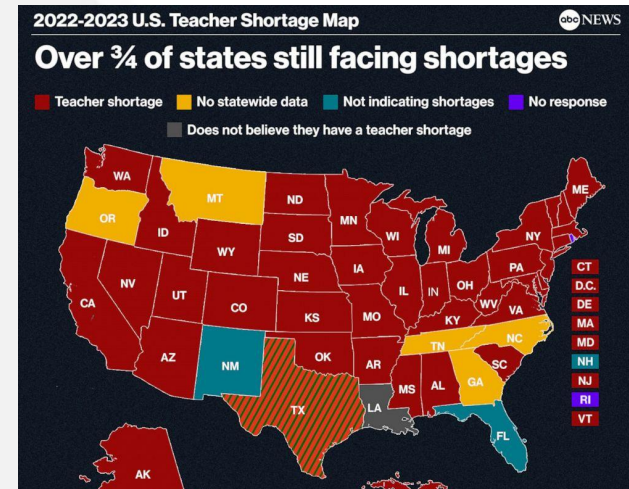 2022-2023 U.S. Teacher Shortage Map
abc NEWS
Over ¾ of states still facing shortages
Teacher shortage
No statewide data
Not indicating shortages
No response
Does not believe they have a teacher shortage
WA
MT
ND
MN
ME
OR
ID
WY
SD
WI
MI
NY
NV
UT
CO
NE
IA
IL
IN
OH
PA
CA
KS
MO
KY
WV
VA
AZ
NM
OK
AR
TN
NC
SC
TX
LA
MS
AL
GA
FL
AK
CT
D.C.
DE
MA
MD
NH
NJ
RI
VT